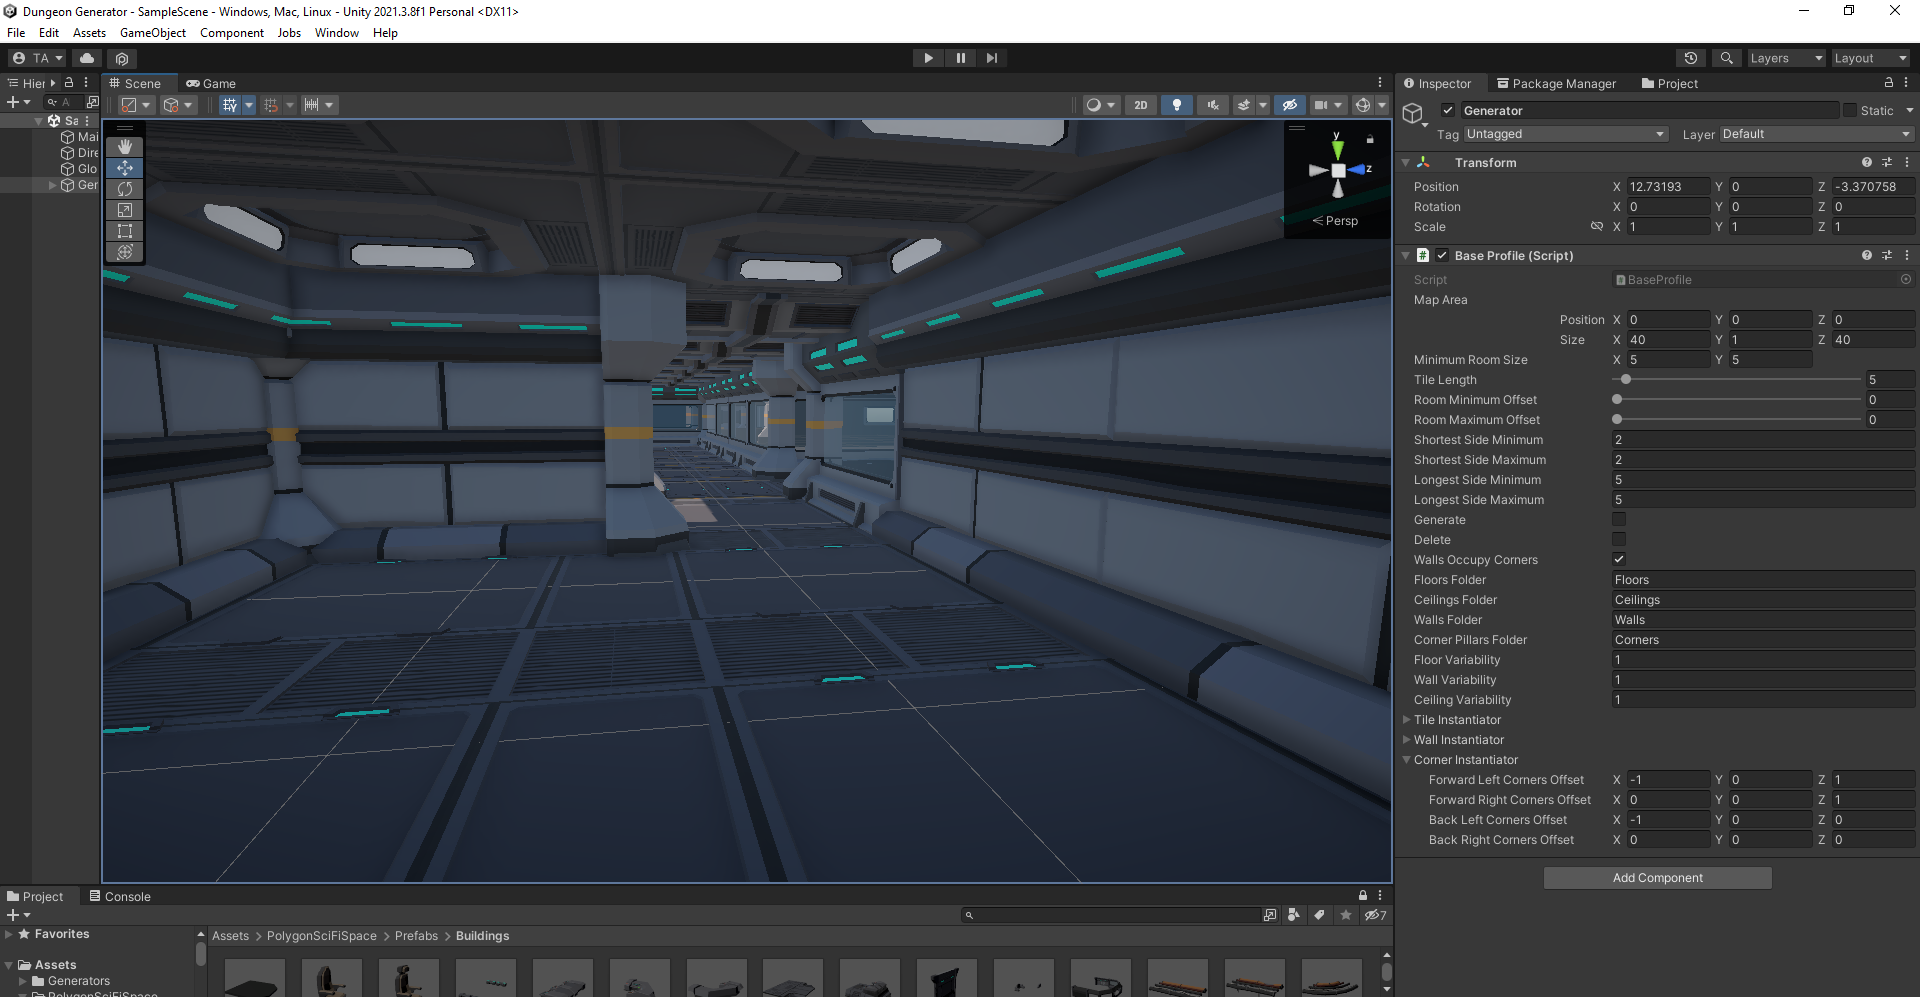 Dungeon Generator - SampleScene - Windows, Mac, Linux - Unity 2021.3.8f1 Personal <DX11>
File Edit Assets GameObject Component Jobs Window Help
TA Layers Layout
Hier Scene Game Inspector Package Manager Project
A 2D Generator Static
Tag Untagged Layer Default
Sa
Mai
Dire
Glo
Ger
y
z
Persp
Transform
Position X 12.73193 Y 0 Z -3.370758
Rotation X 0 Y 0 Z 0
Scale X 1 Y 1 Z 1
# Base Profile (Script)
Script BaseProfile
Map Area
Position X 0 Y 0 Z 0
Size X 40 Y 1 Z 40
Minimum Room Size X 5 Y 5
Tile Length 5
Room Minimum Offset 0
Room Maximum Offset 0
Shortest Side Minimum 2
Shortest Side Maximum 2
Longest Side Minimum 5
Longest Side Maximum 5
Generate
Delete
Walls Occupy Corners
Floors Folder Floors
Ceilings Folder Ceilings
Walls Folder Walls
Corner Pillars Folder Corners
Floor Variability 1
Wall Variability 1
Ceiling Variability 1
Tile Instantiator
Wall Instantiator
Corner Instantiator
Forward Left Corners Offset X -1 Y 0 Z 1
Forward Right Corners Offset X 0 Y 0 Z 1
Back Left Corners Offset X -1 Y 0 Z 0
Back Right Corners Offset X 0 Y 0 Z 0
Add Component
Project Console
7
Favorites
Assets > PolygonSciFiSpace > Prefabs > Buildings
Assets
Generators
PolygonSciFiSpace